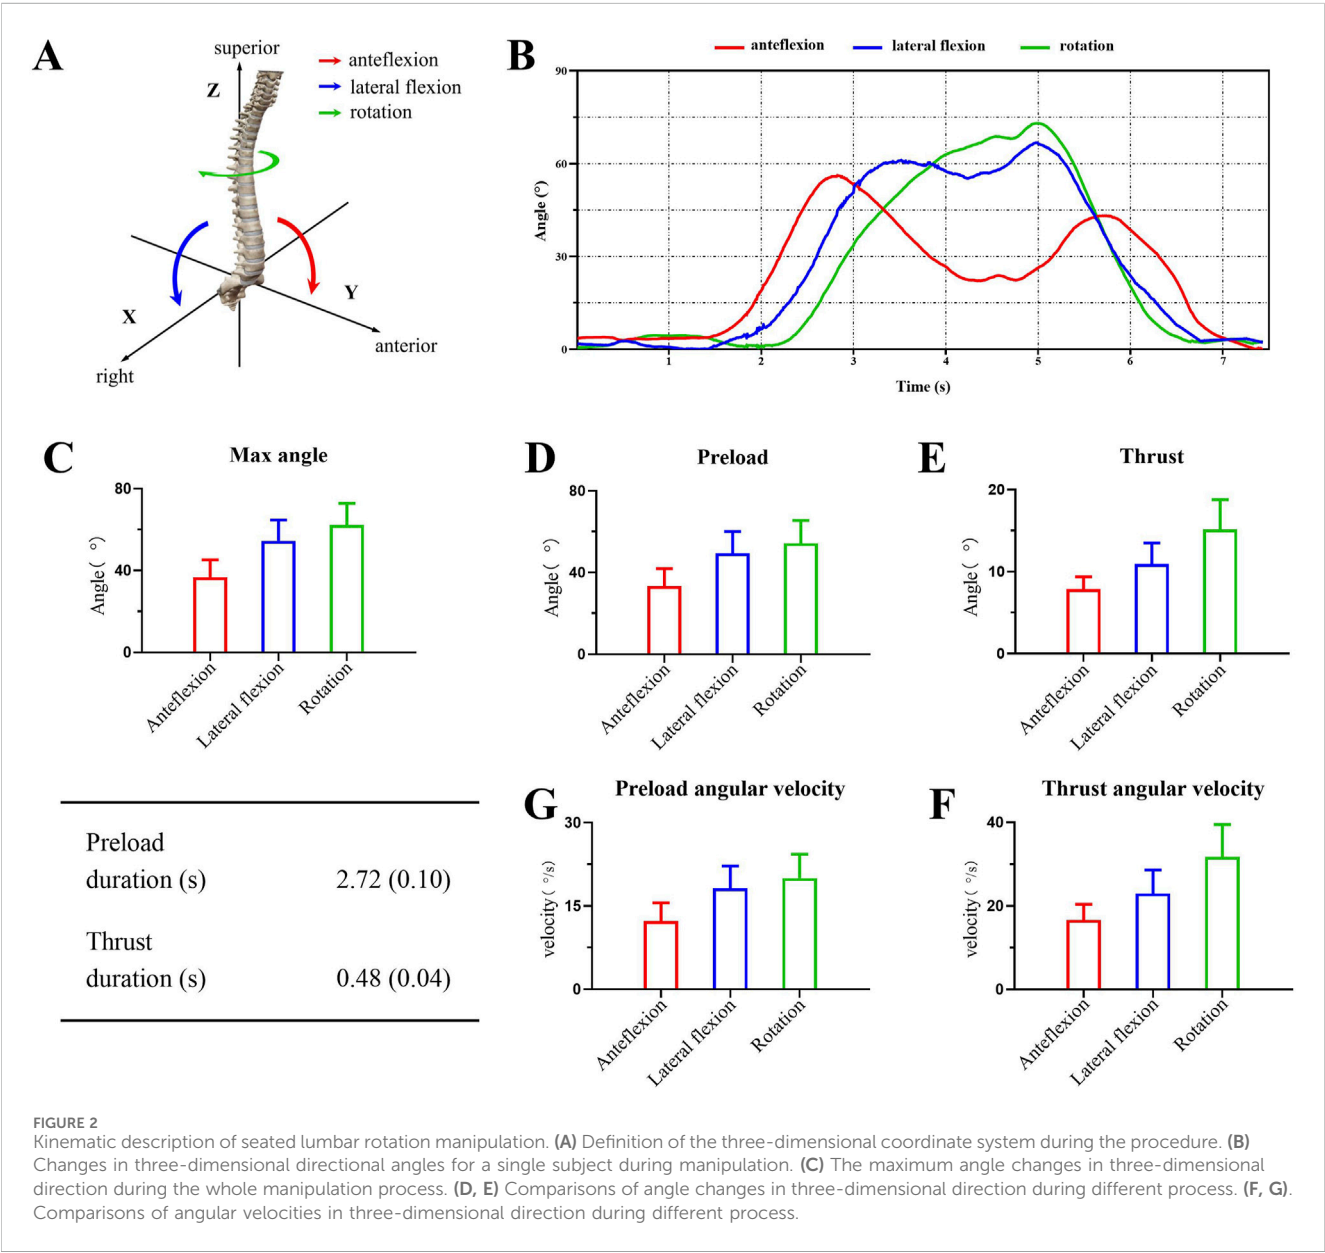 A
superior
Z
anteflexion
lateral flexion
rotation
X
Y
anterior
right
B
anteflexion
lateral flexion
rotation
90
60
30
0
Angle (°)
1 2 3 4 5 6 7
Time (s)
C
Max angle
80
40
0
Angle( °)
Anteflexion
Lateral flexion
Rotation
D
Preload
80
40
0
Angle( °)
Anteflexion
Lateral flexion
Rotation
E
Thrust
20
10
0
Angle( °)
Anteflexion
Lateral flexion
Rotation
Preload
duration (s) 2.72 (0.10)
Thrust
duration (s) 0.48 (0.04)
G
Preload angular velocity
30
15
0
velocity( °/s)
Anteflexion
Lateral flexion
Rotation
F
Thrust angular velocity
40
20
0
velocity( °/s)
Anteflexion
Lateral flexion
Rotation
FIGURE 2
Kinematic description of seated lumbar rotation manipulation. (A) Definition of the three-dimensional coordinate system during the procedure. (B)
Changes in three-dimensional directional angles for a single subject during manipulation. (C) The maximum angle changes in three-dimensional
direction during the whole manipulation process. (D, E) Comparisons of angle changes in three-dimensional direction during different process. (F, G).
Comparisons of angular velocities in three-dimensional direction during different process.